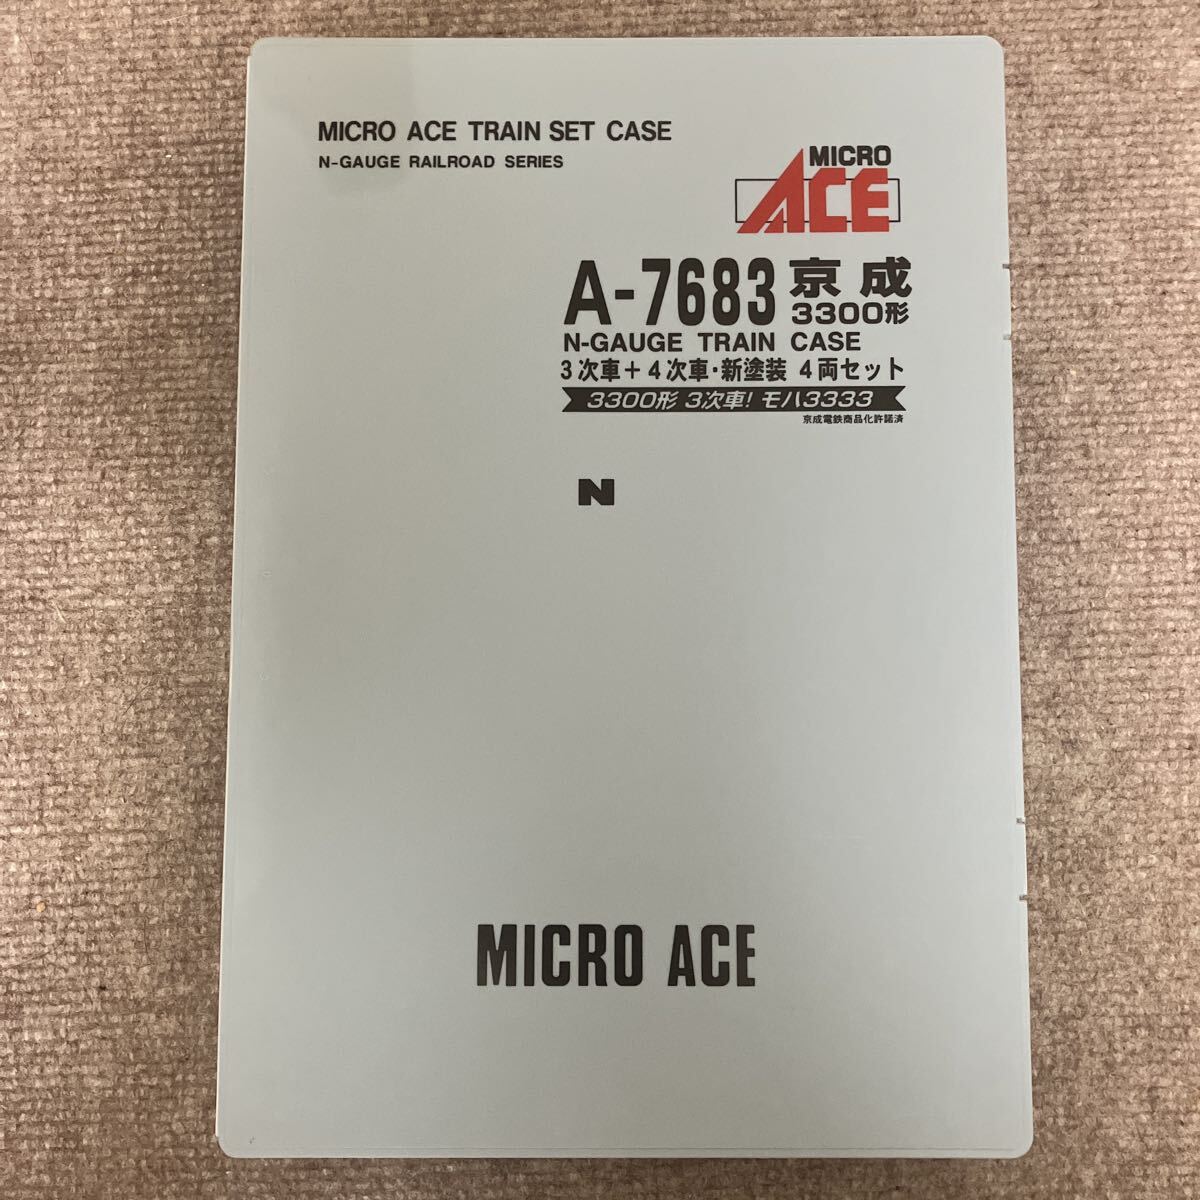 MICRO ACE TRAIN SET CASE
N-GAUGE RAILROAD SERIES
MICRO
ACE
A-7683 京成
3300形
N-GAUGE TRAIN CASE
3次車+4次車・新塗装 4両セット
3300形 3次車! モハ3333
京成電鉄商品化許諾済
N
MICRO ACE